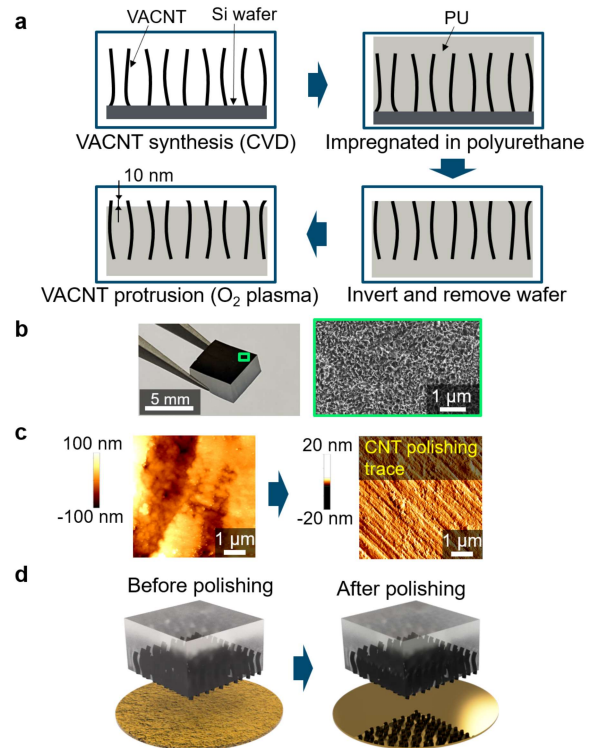 a
VACNT
Si wafer
PU
VACNT synthesis (CVD)
Impregnated in polyurethane
10 nm
VACNT protrusion (O₂ plasma)
Invert and remove wafer
b
5 mm
1 μm
c
100 nm
-100 nm
1 μm
20 nm
-20 nm
CNT polishing
trace
1 μm
d
Before polishing
After polishing